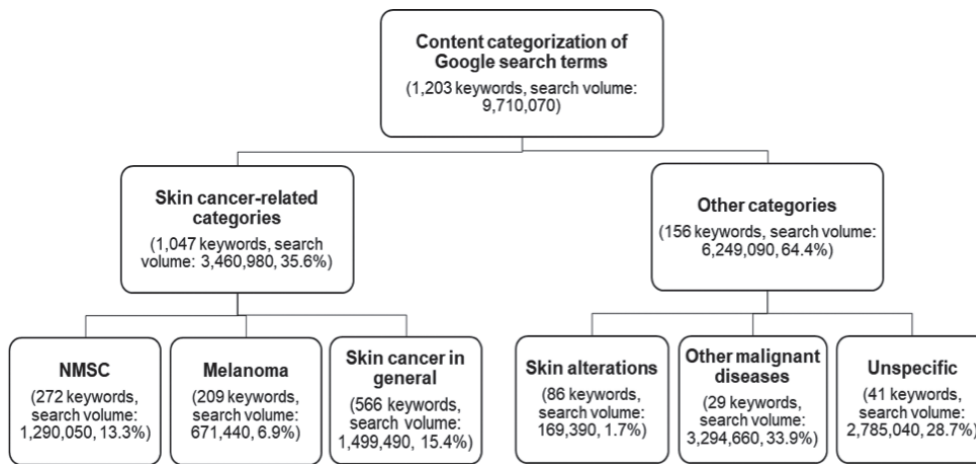 Content categorization of
Google search terms
(1,203 keywords, search volume:
9,710,070)
Skin cancer-related
categories
(1,047 keywords, search
volume: 3,460,980, 35.6%)
Other categories
(156 keywords, search volume:
6,249,090, 64.4%)
NMSC
(272 keywords,
search volume:
1,290,050, 13.3%)
Melanoma
(209 keywords,
search volume:
671,440, 6.9%)
Skin cancer in
general
(566 keywords,
search volume:
1,499,490, 15.4%)
Skin alterations
(86 keywords,
search volume:
169,390, 1.7%)
Other malignant
diseases
(29 keywords,
search volume:
3,294,660, 33.9%)
Unspecific
(41 keywords,
search volume:
2,785,040, 28.7%)